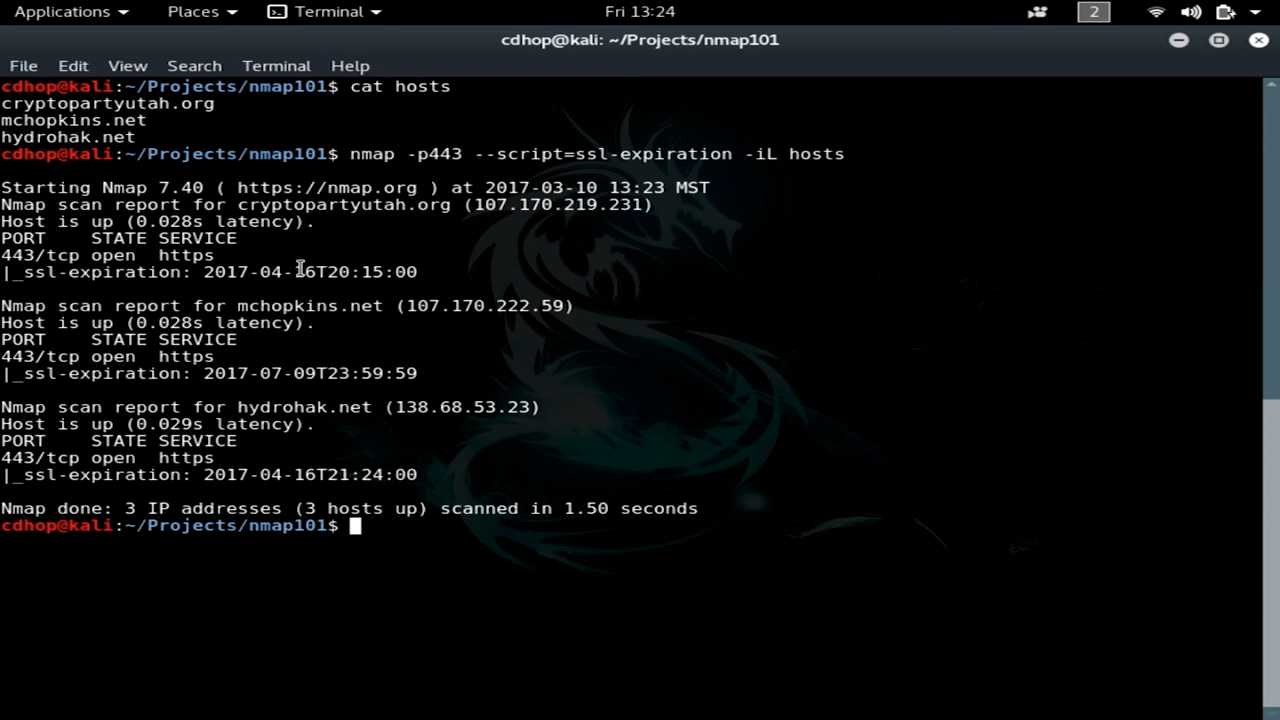 Applications Places Terminal Fri 13:24 2
cdhop@kali: ~/Projects/nmap101
File Edit View Search Terminal Help
cdhop@kali:~/Projects/nmap101$ cat hosts
cryptopartyutah.org
mchopkins.net
hydrohak.net
cdhop@kali:~/Projects/nmap101$ nmap -p443 --script=ssl-expiration -iL hosts
Starting Nmap 7.40 ( https://nmap.org ) at 2017-03-10 13:23 MST
Nmap scan report for cryptopartyutah.org (107.170.219.231)
Host is up (0.028s latency).
PORT    STATE SERVICE
443/tcp open  https
|_ssl-expiration: 2017-04-16T20:15:00
Nmap scan report for mchopkins.net (107.170.222.59)
Host is up (0.028s latency).
PORT    STATE SERVICE
443/tcp open  https
|_ssl-expiration: 2017-07-09T23:59:59
Nmap scan report for hydrohak.net (138.68.53.23)
Host is up (0.029s latency).
PORT    STATE SERVICE
443/tcp open  https
|_ssl-expiration: 2017-04-16T21:24:00
Nmap done: 3 IP addresses (3 hosts up) scanned in 1.50 seconds
cdhop@kali:~/Projects/nmap101$